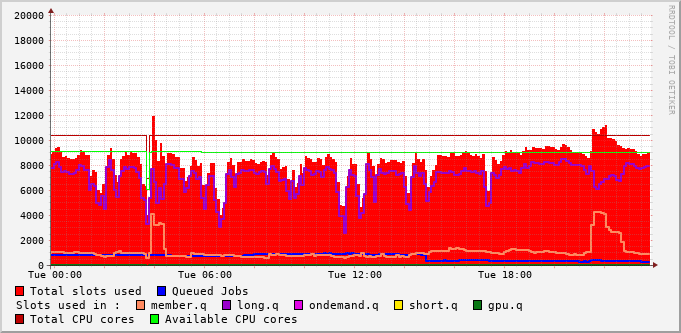 RRDTOOL / TOBI OETIKER
20000
18000
16000
14000
12000
10000
8000
6000
4000
2000
0
Tue 00:00 Tue 06:00 Tue 12:00 Tue 18:00
Total slots used Queued Jobs
Slots used in : member.q long.q ondemand.q short.q gpu.q
Total CPU cores Available CPU cores